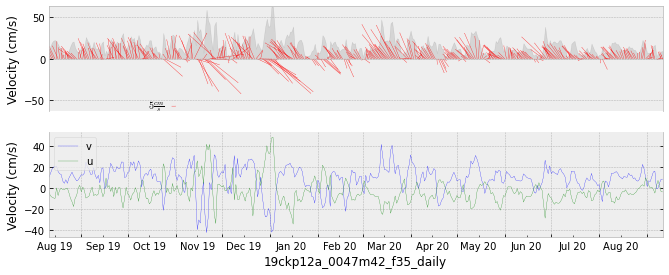 50
0
−50
Velocity (cm/s)
5 cm/s
v
u
40
20
0
−20
−40
Velocity (cm/s)
Aug 19 Sep 19 Oct 19 Nov 19 Dec 19 Jan 20 Feb 20 Mar 20 Apr 20 May 20 Jun 20 Jul 20 Aug 20
19ckp12a_0047m42_f35_daily